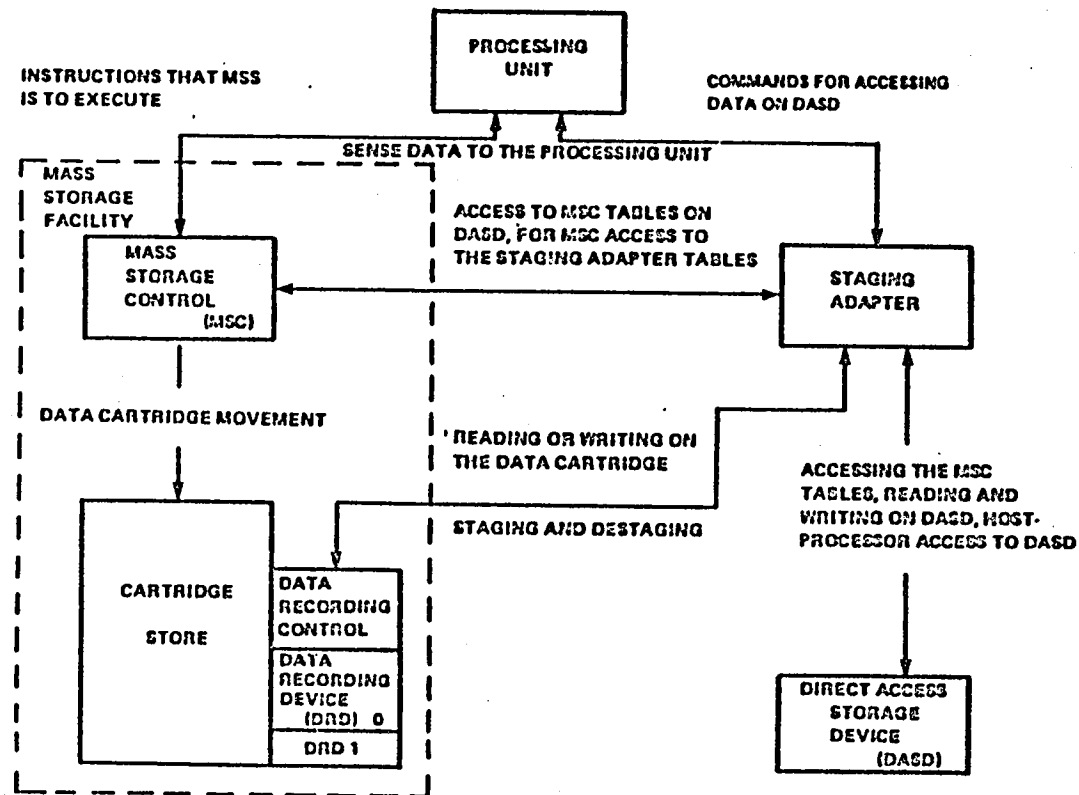 PROCESSING
UNIT
INSTRUCTIONS THAT MSS
IS TO EXECUTE
COMMANDS FOR ACCESSING
DATA ON DASD
SENSE DATA TO THE PROCESSING UNIT
MASS
STORAGE
FACILITY
ACCESS TO MSC TABLES ON
DASD, FOR MSC ACCESS TO
THE STAGING ADAPTER TABLES
MASS
STORAGE
CONTROL
(MSC)
STAGING
ADAPTER
DATA CARTRIDGE MOVEMENT
READING OR WRITING ON
THE DATA CARTRIDGE
ACCESSING THE MSC
TABLES, READING AND
WRITING ON DASD, HOST-
PROCESSOR ACCESS TO DASD
STAGING AND DESTAGING
CARTRIDGE
STORE
DATA
RECORDING
CONTROL
DATA
RECORDING
DEVICE
(DRD) 0
DRD 1
DIRECT ACCESS
STORAGE
DEVICE
(DASD)